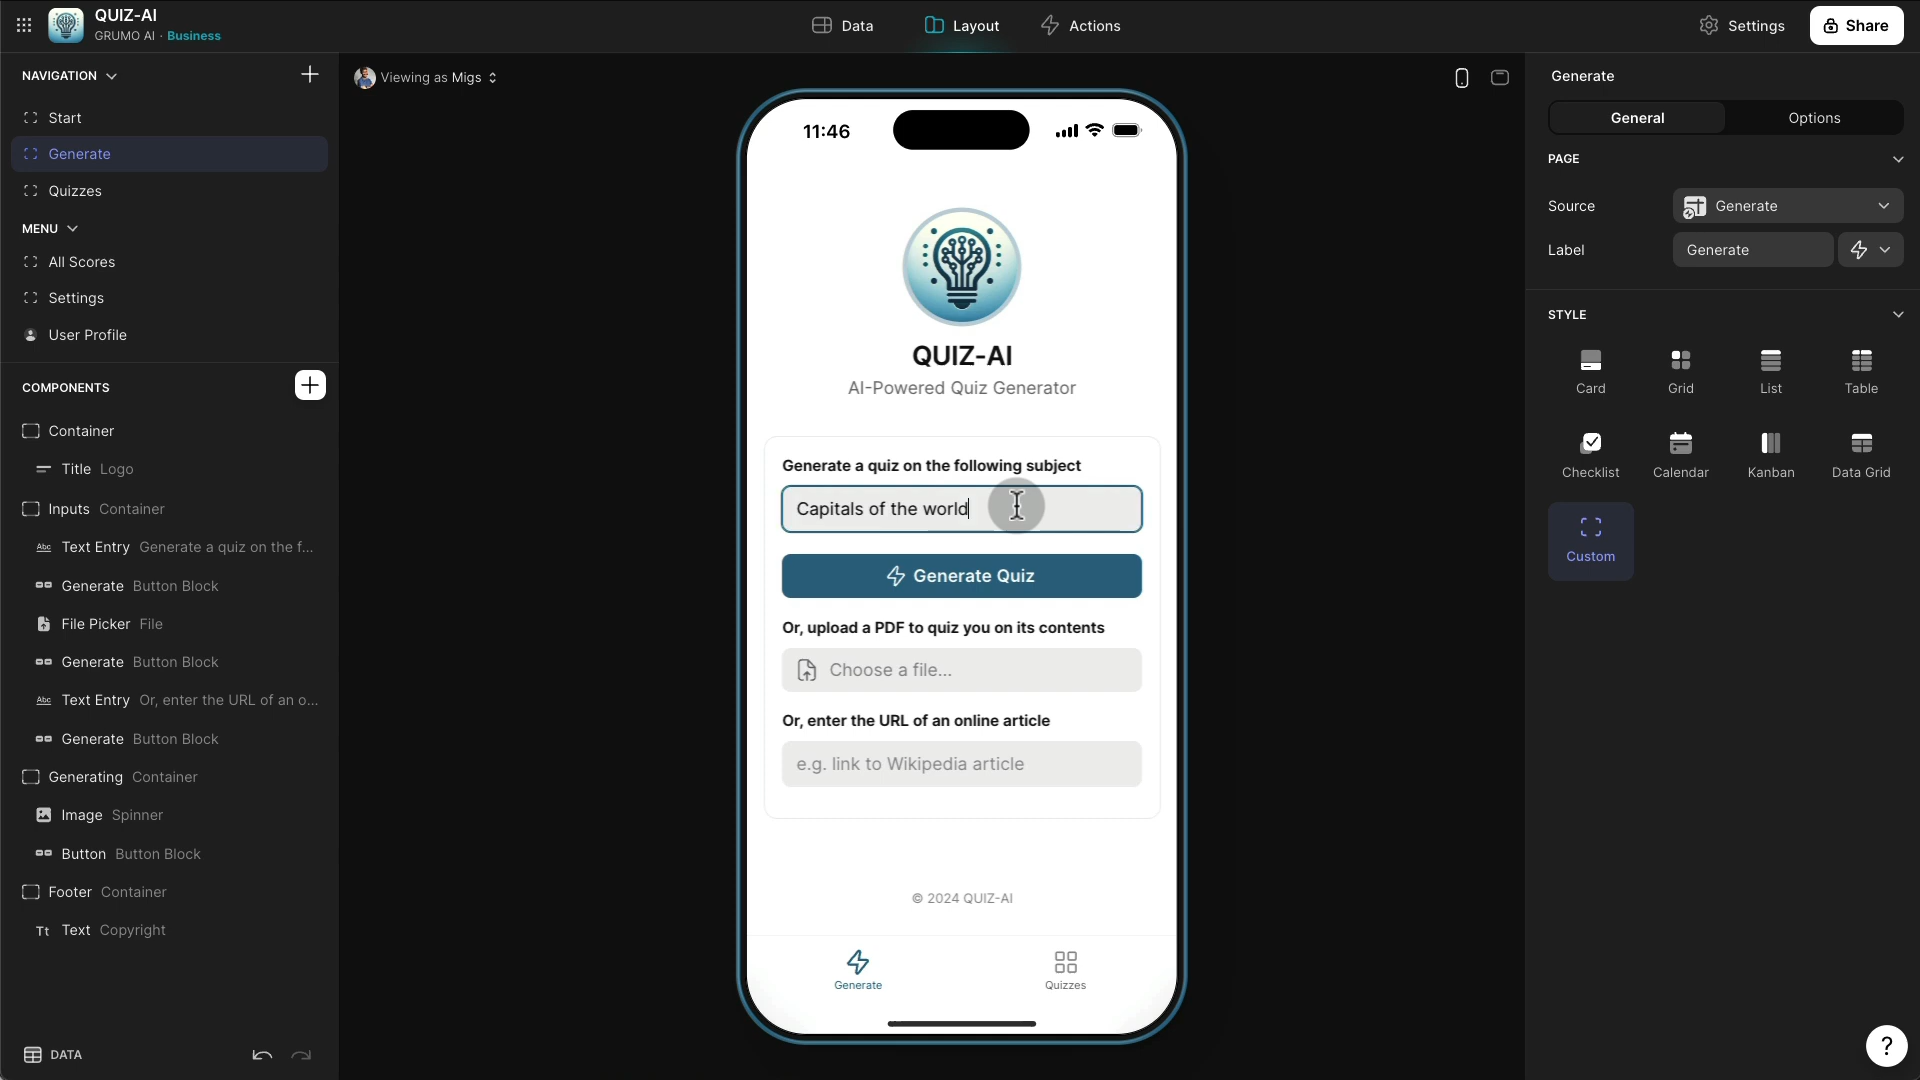 QUIZ-AI
GRUMO AI · Business
Data
Layout
Actions
Settings
Share
NAVIGATION
Start
Generate
Quizzes
MENU
All Scores
Settings
User Profile
COMPONENTS
Container
Title Logo
Inputs Container
Abc Text Entry Generate a quiz on the f...
Generate Button Block
File Picker File
Generate Button Block
Abc Text Entry Or, enter the URL of an o...
Generate Button Block
Generating Container
Image Spinner
Button Button Block
Footer Container
Tt Text Copyright
DATA
Viewing as Migs
11:46
QUIZ-AI
AI-Powered Quiz Generator
Generate a quiz on the following subject
Capitals of the world
Generate Quiz
Or, upload a PDF to quiz you on its contents
Choose a file...
Or, enter the URL of an online article
e.g. link to Wikipedia article
© 2024 QUIZ-AI
Generate
Quizzes
Generate
General
Options
PAGE
Source
Generate
Label
Generate
STYLE
Card
Grid
List
Table
Checklist
Calendar
Kanban
Data Grid
Custom
?